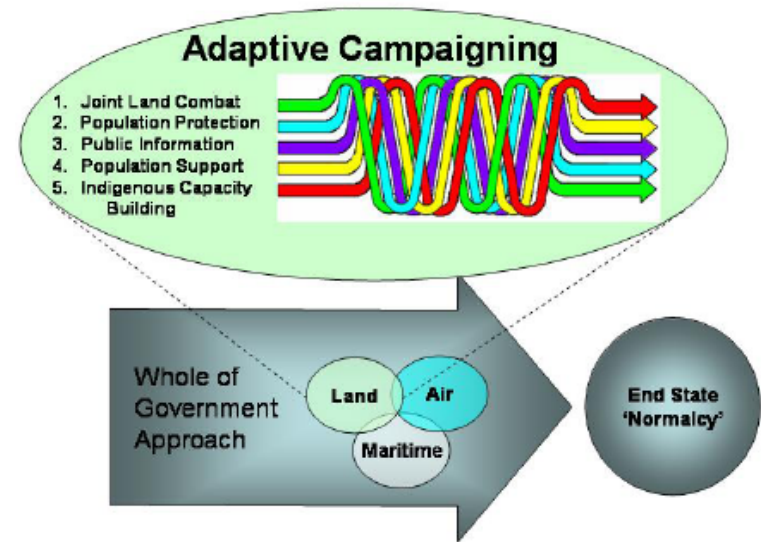 Adaptive Campaigning
1. Joint Land Combat
2. Population Protection
3. Public Information
4. Population Support
5. Indigenous Capacity
Building
Whole of
Government
Approach
Land
Air
Maritime
End State
'Normalcy'